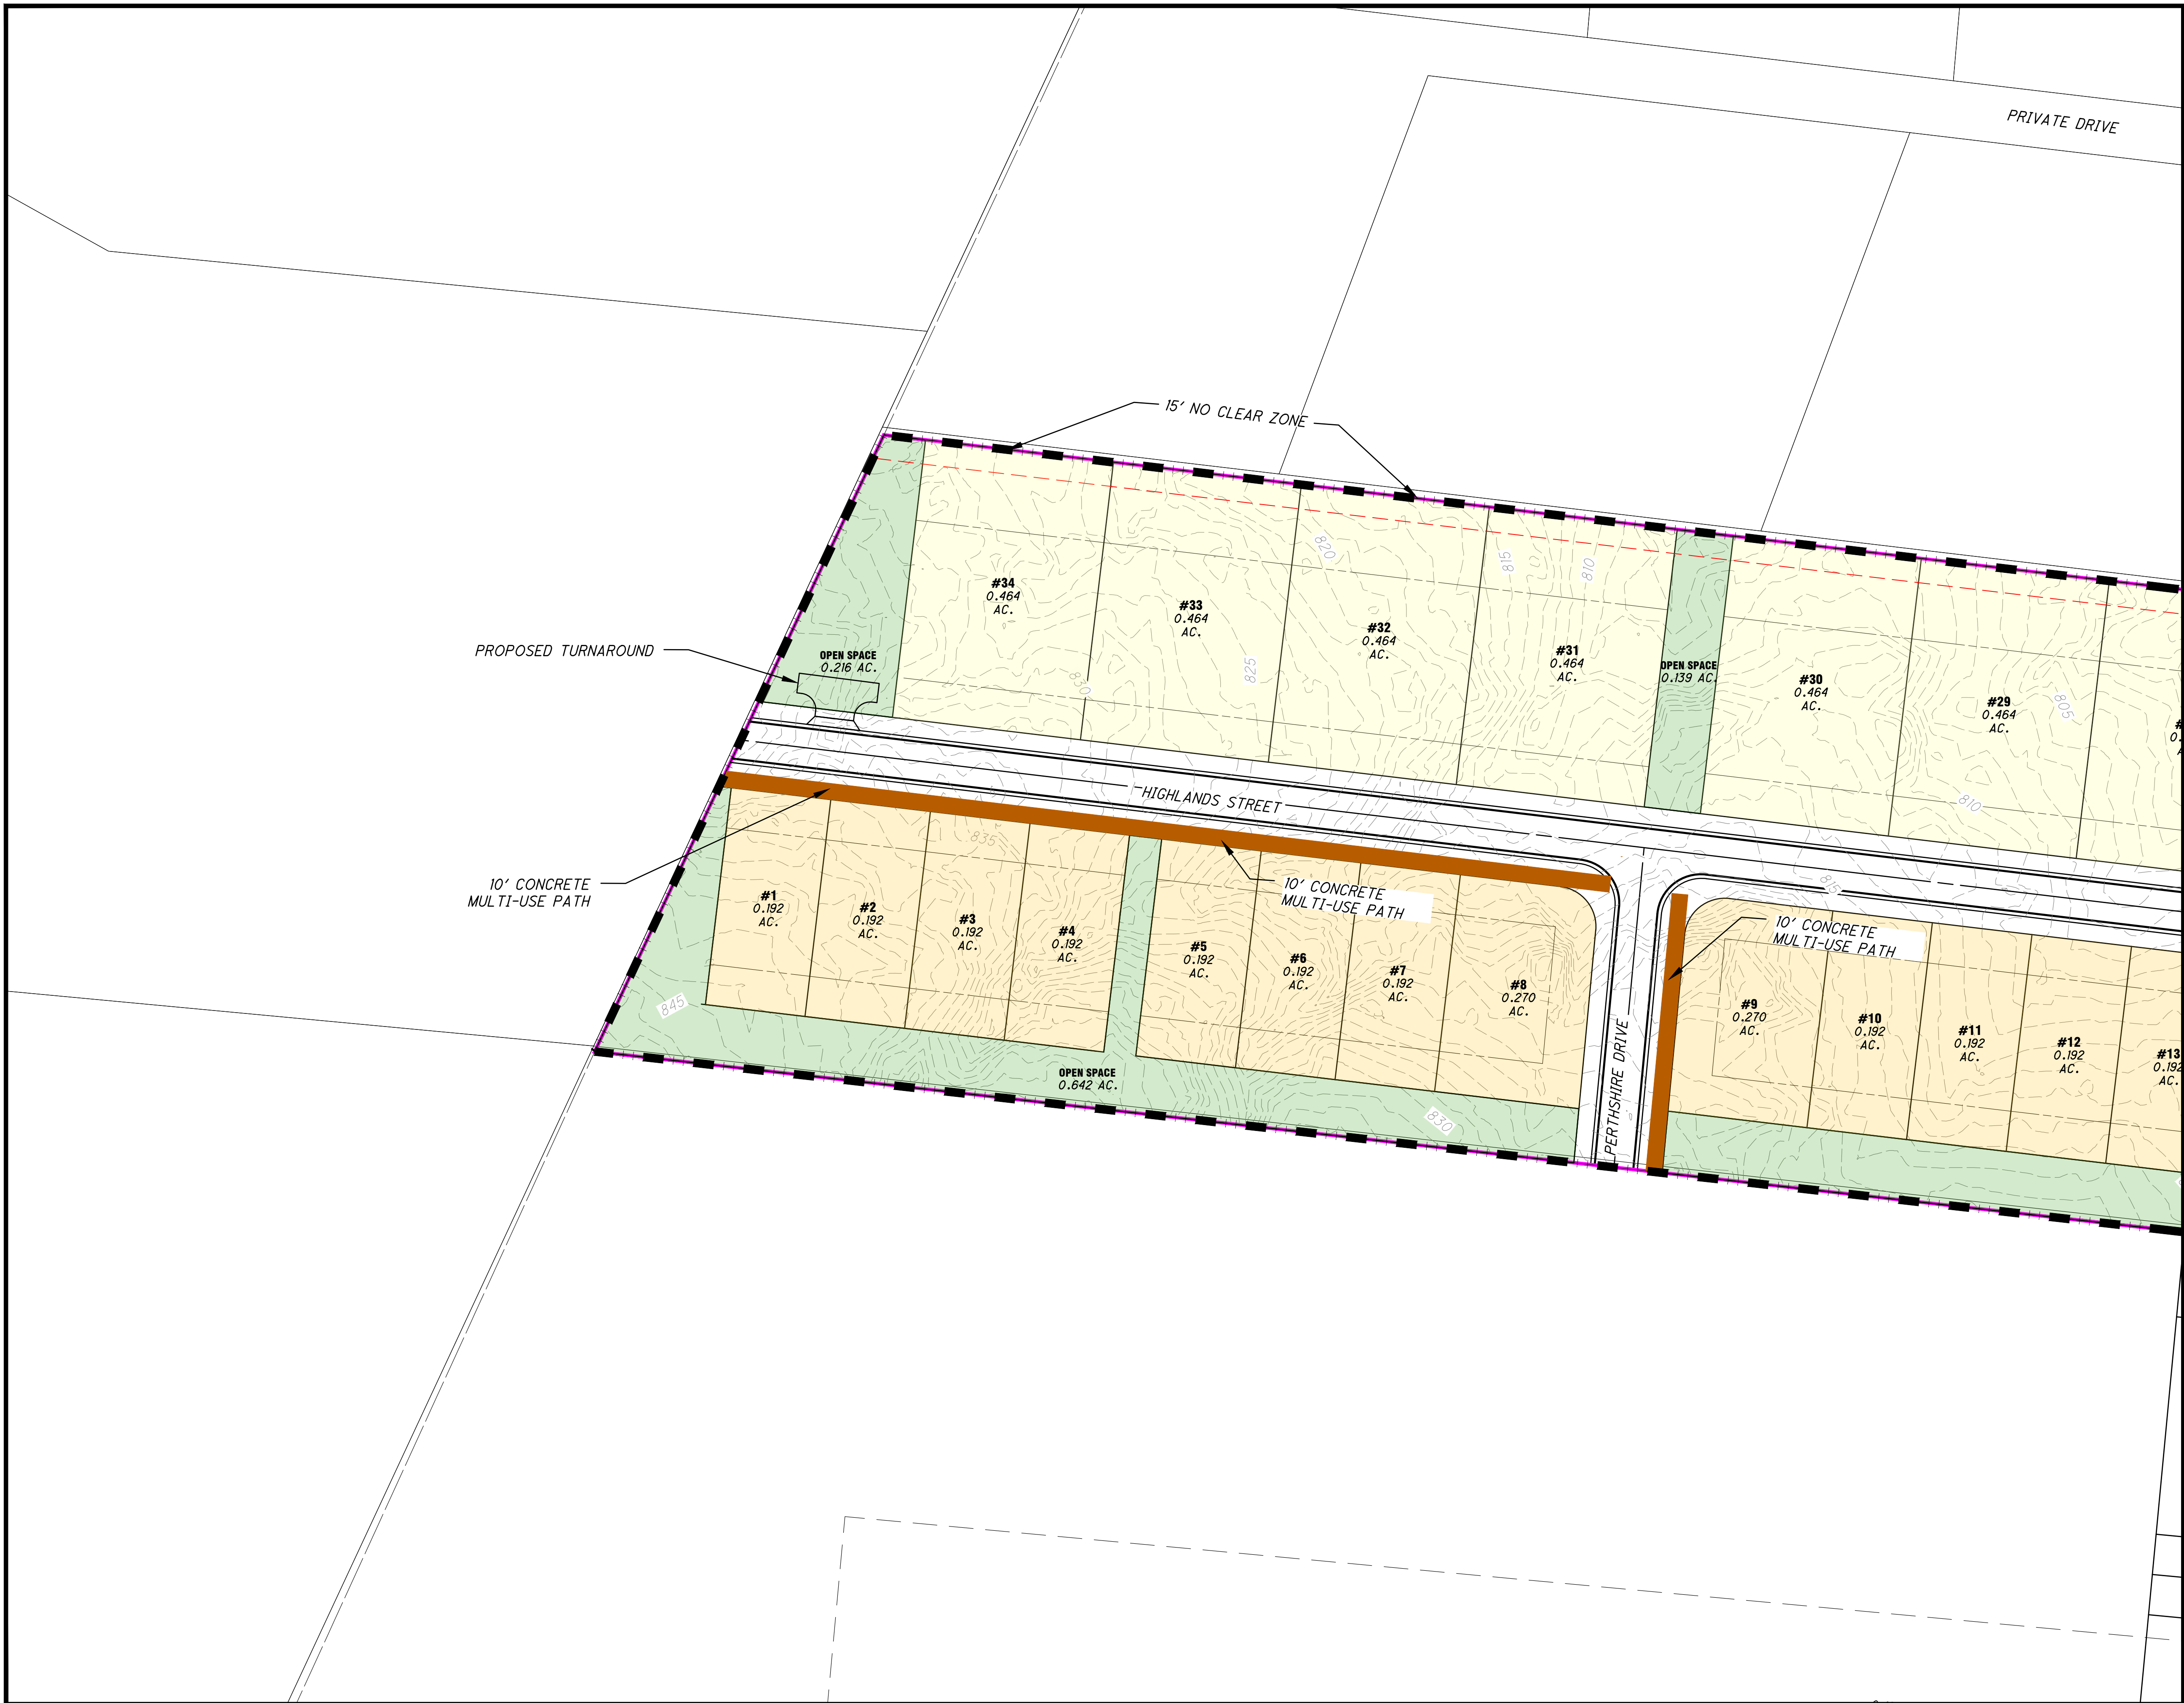 PRIVATE DRIVE
15' NO CLEAR ZONE
820
815
810
#34
0.464
AC.
#33
0.464
AC.
#32
0.464
AC.
#31
0.464
AC.
OPEN SPACE
0.139 AC.
#30
0.464
AC.
#29
0.464
AC.
805
PROPOSED TURNAROUND
OPEN SPACE
0.216 AC.
830
825
810
HIGHLANDS STREET
835
815
10' CONCRETE
MULTI-USE PATH
10' CONCRETE
MULTI-USE PATH
10' CONCRETE
MULTI-USE PATH
#1
0.192
AC.
#2
0.192
AC.
#3
0.192
AC.
#4
0.192
AC.
#5
0.192
AC.
#6
0.192
AC.
#7
0.192
AC.
#8
0.270
AC.
#9
0.270
AC.
#10
0.192
AC.
#11
0.192
AC.
#12
0.192
AC.
#13
0.192
AC.
845
OPEN SPACE
0.642 AC.
830
PERTHSHIRE DRIVE